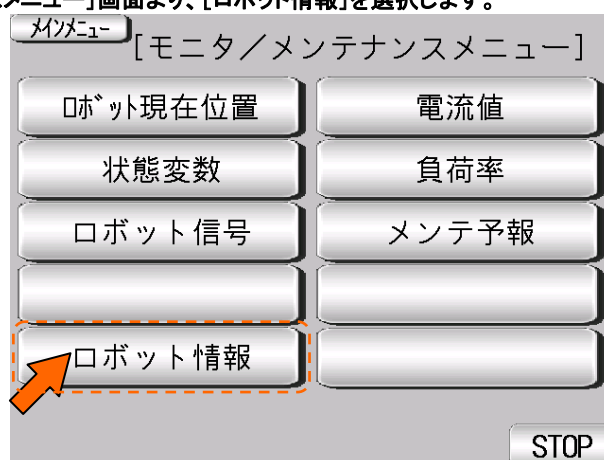 メニュー]画面より、[ロボット情報]を選択します。
ﾒｲﾝﾒﾆｭｰ
[モニタ／メンテナンスメニュー]
ﾛﾎﾞｯﾄ現在位置 電流値
状態変数 負荷率
ロボット信号 メンテ予報
ロボット情報
STOP